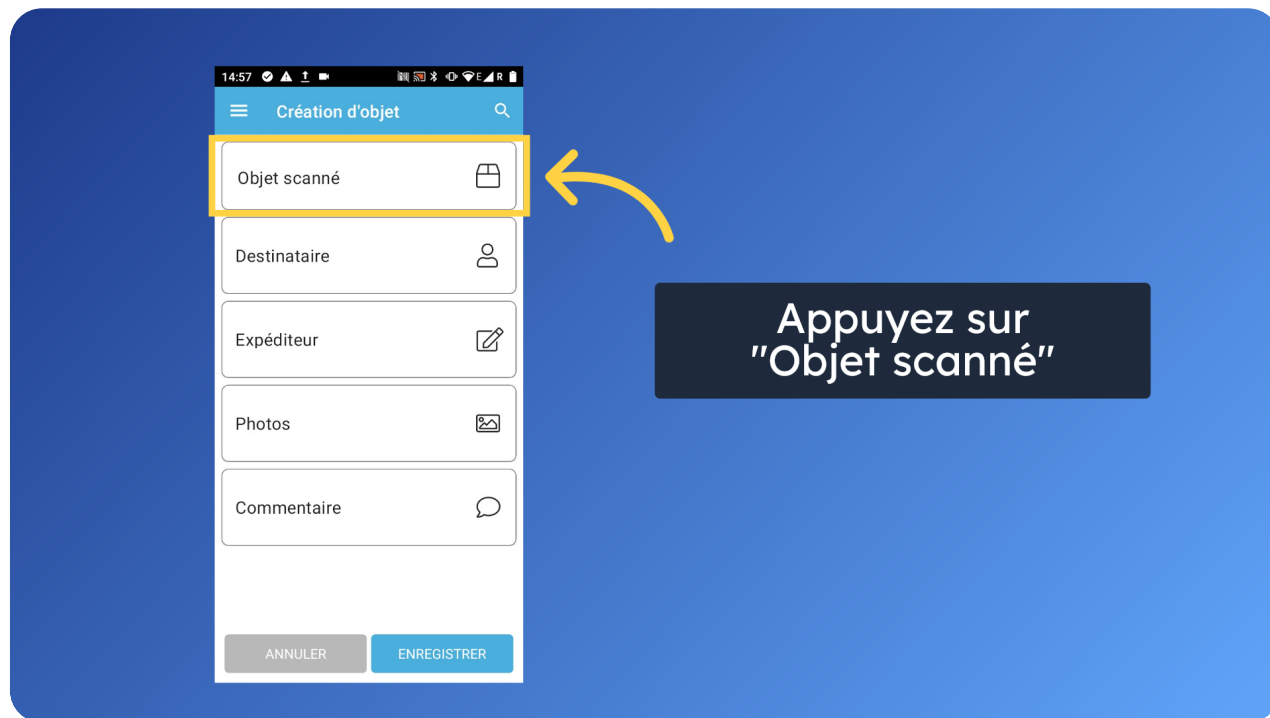 14:57 E R
Création d'objet
Objet scanné
Destinataire
Expéditeur
Photos
Commentaire
ANNULER ENREGISTRER
Appuyez sur
"Objet scanné"